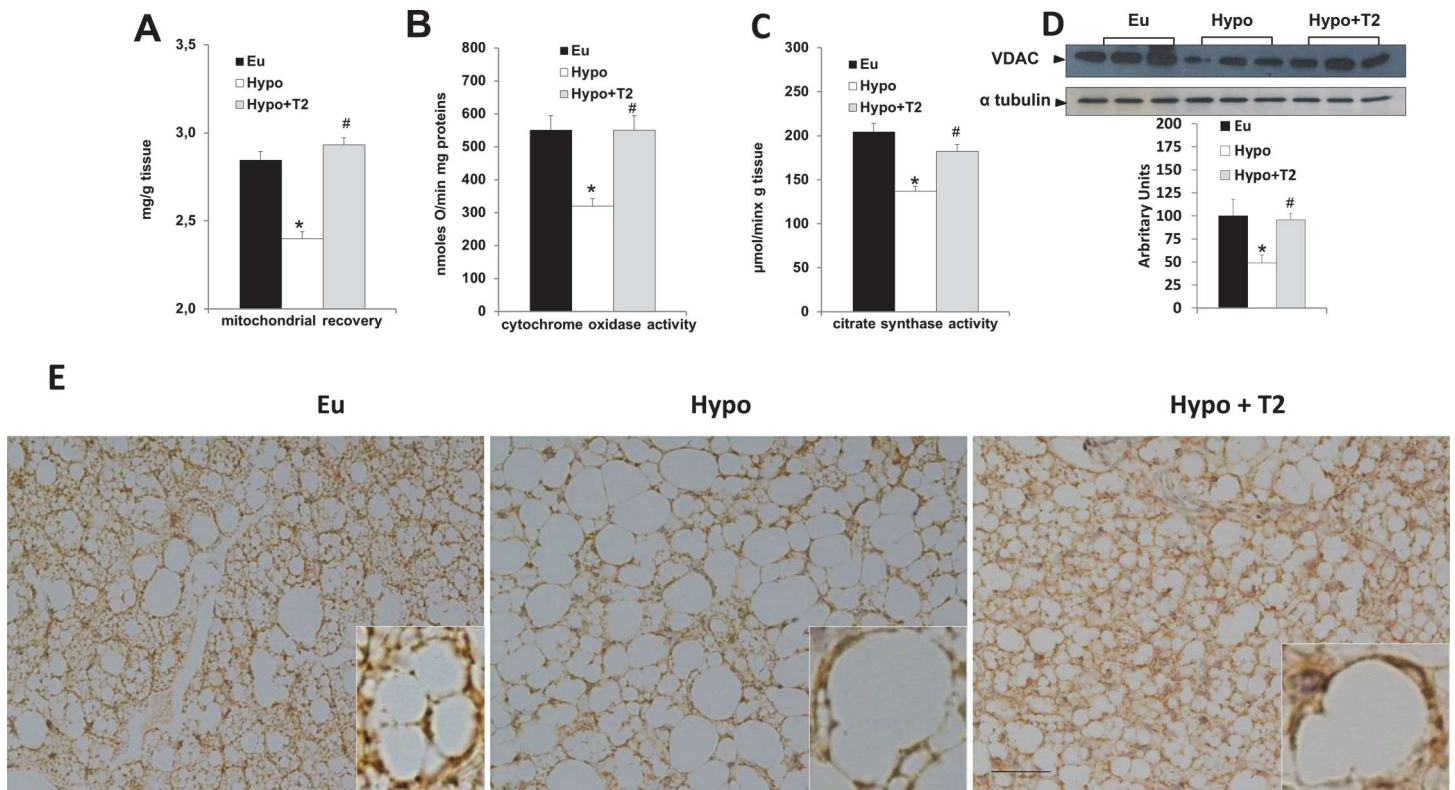 A
3,5
Eu
Hypo
Hypo+T2
3,0
#
*
2,5
2,0
mg/g tissue
mitochondrial recovery
B
800
700
600
500
400
300
200
100
0
Eu
Hypo
Hypo+T2
#
*
nmoles O/min mg proteins
cytochrome oxidase activity
C
300
250
200
150
100
50
0
Eu
Hypo
Hypo+T2
#
*
µmol/minx g tissue
citrate synthase activity
D
Eu Hypo Hypo+T2
VDAC
α tubulin
200
175
150
125
100
75
50
25
0
Eu
Hypo
Hypo+T2
#
*
Arbritary Units
E
Eu Hypo Hypo + T2